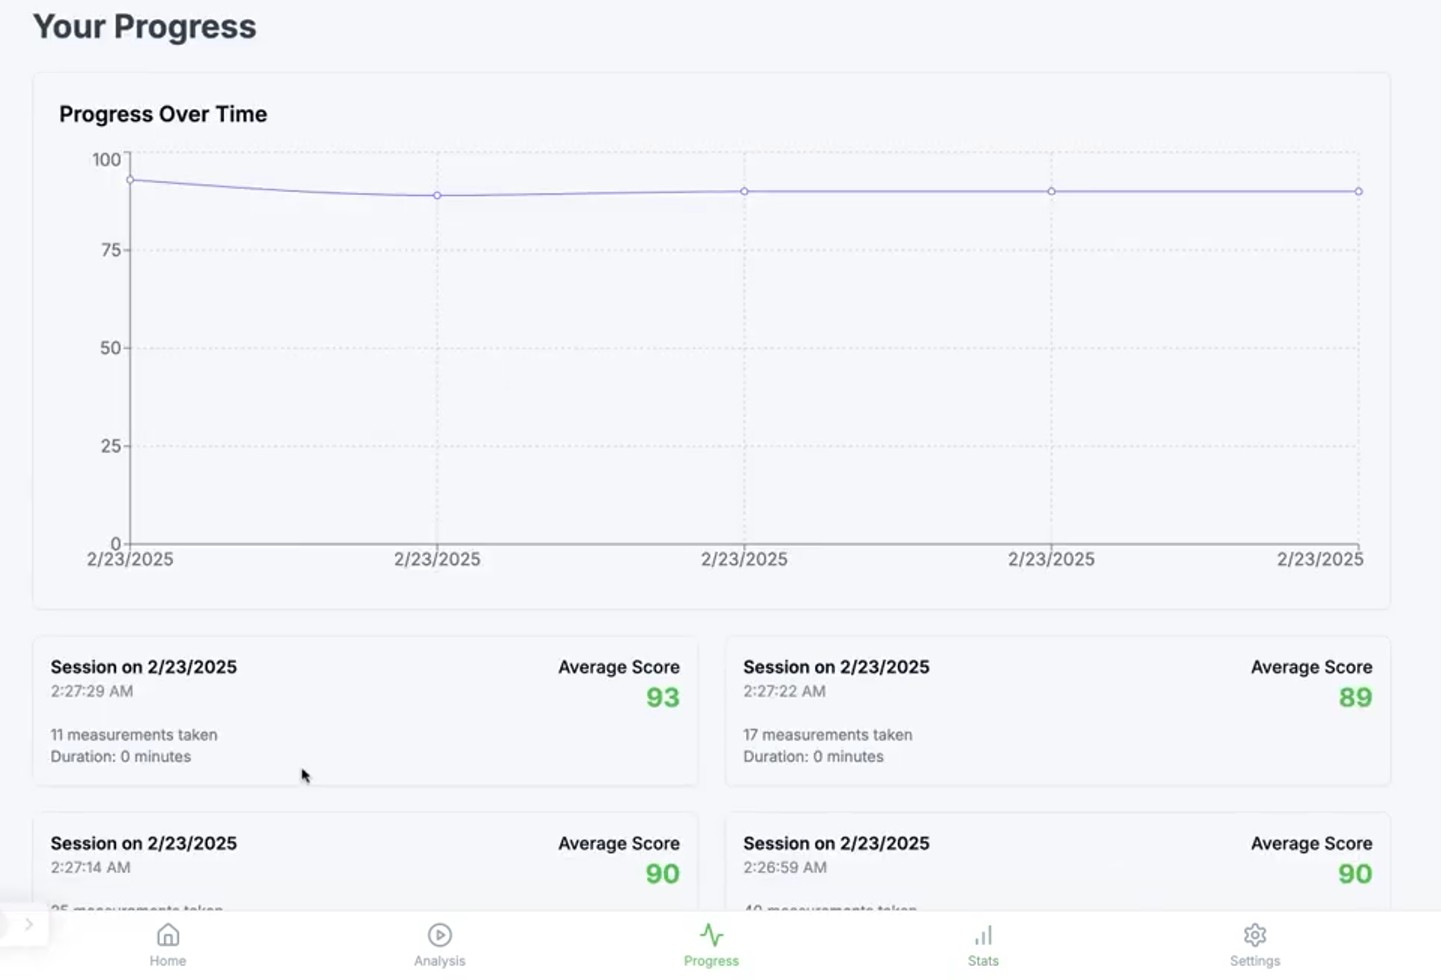 Your Progress
Progress Over Time
100
75
50
25
0
2/23/2025 2/23/2025 2/23/2025 2/23/2025 2/23/2025
Session on 2/23/2025 Average Score
2:27:29 AM 93
11 measurements taken
Duration: 0 minutes
Session on 2/23/2025 Average Score
2:27:22 AM 89
17 measurements taken
Duration: 0 minutes
Session on 2/23/2025 Average Score
2:27:14 AM 90
measurements taken
Session on 2/23/2025 Average Score
2:26:59 AM 90
measurements taken
Home Analysis Progress Stats Settings